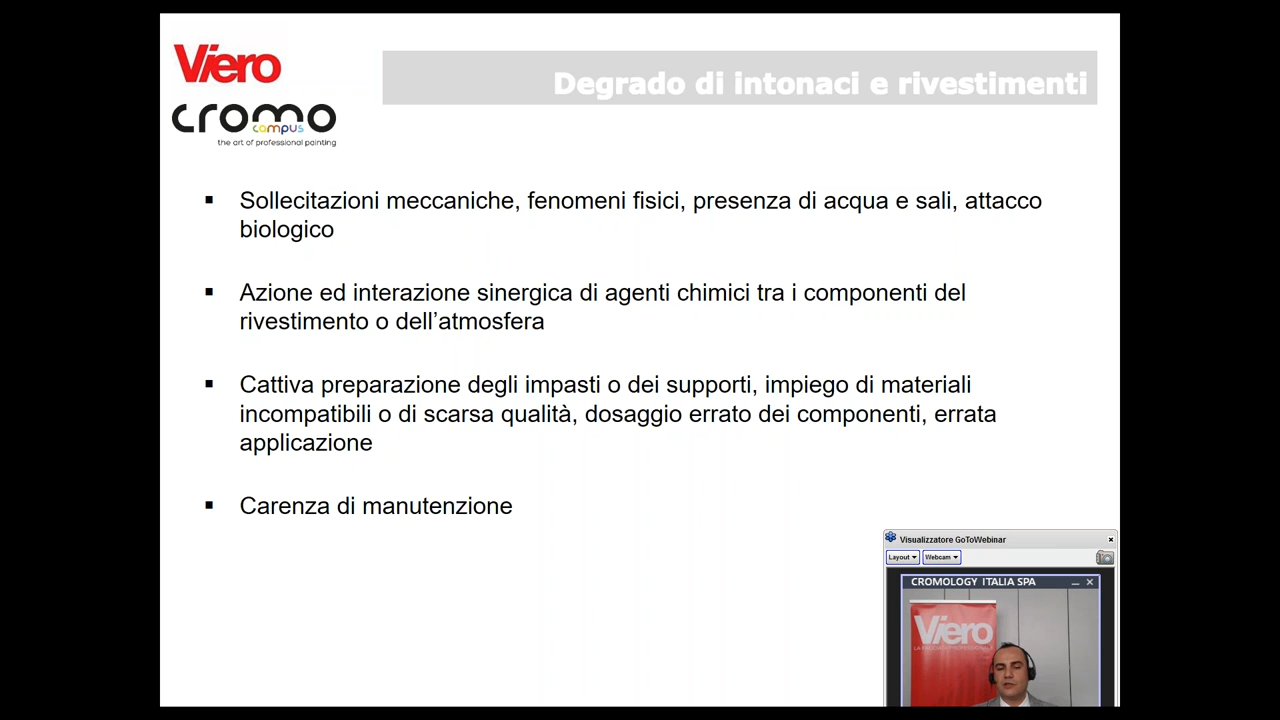 Viero
cromo
campus
the art of professional painting
Degrado di intonaci e rivestimenti
Sollecitazioni meccaniche, fenomeni fisici, presenza di acqua e sali, attacco
biologico
Azione ed interazione sinergica di agenti chimici tra i componenti del
rivestimento o dell’atmosfera
Cattiva preparazione degli impasti o dei supporti, impiego di materiali
incompatibili o di scarsa qualità, dosaggio errato dei componenti, errata
applicazione
Carenza di manutenzione
Visualizzatore GoToWebinar
Layout
Webcam
CROMOLOGY ITALIA SPA
Viero